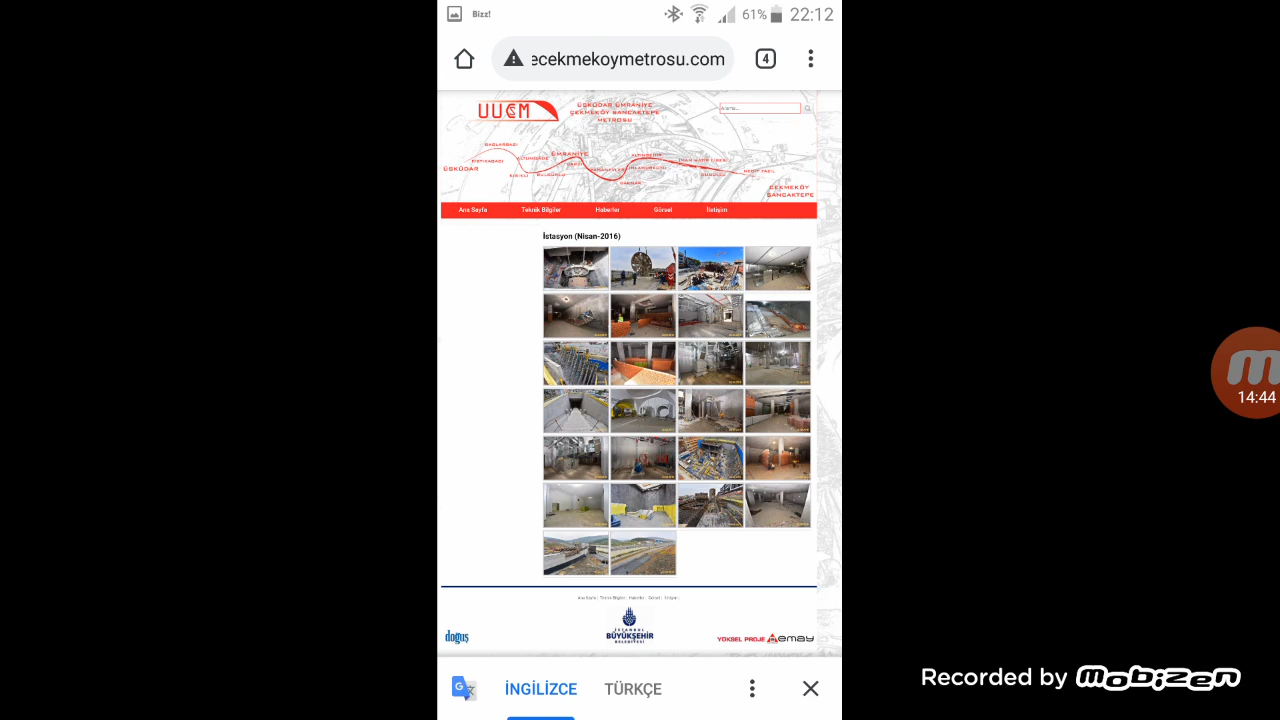 Bizz!
61%
22:12
ecekmekoymetrosu.com
4
UUÇSM
ÜSKÜDAR ÜMRANİYE
ÇEKMEKÖY SANCAKTEPE
METROSU
ÜMRANİYE
ÜSKÜDAR
ÇEKMEKÖY
SANCAKTEPE
Ana Sayfa
Teknik Bilgiler
Haberler
Görsel
İletişim
İstasyon (Nisan-2016)
14:44
doğuş
İSTANBUL
BÜYÜKŞEHİR
BELEDİYESİ
YÜKSEL PROJE
emay
Recorded by mobizen
İNGİLİZCE
TÜRKÇE